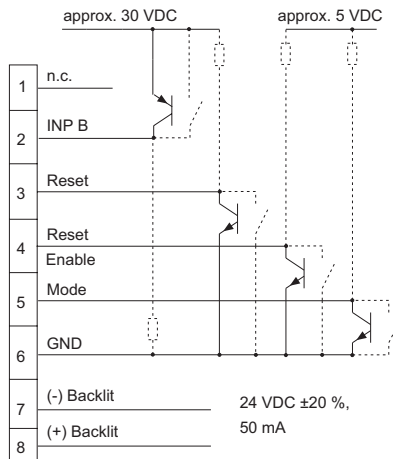 approx. 30 VDC approx. 5 VDC
1 n.c.
2 INP B
3 Reset
4 Reset
Enable
5 Mode
6 GND
7 (-) Backlit
8 (+) Backlit
24 VDC ±20 %,
50 mA